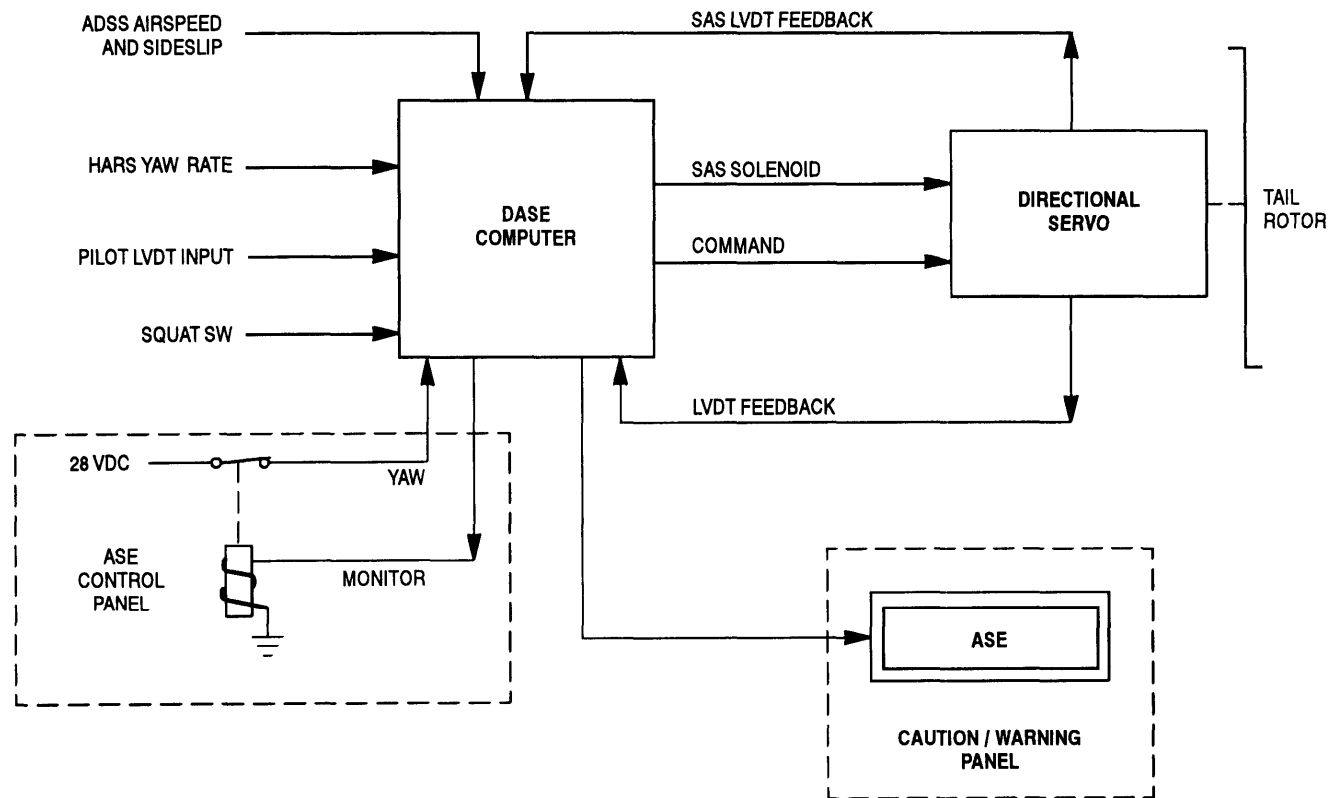 ADSS AIRSPEED
AND SIDESLIP
SAS LVDT FEEDBACK
HARS YAW RATE
SAS SOLENOID
DASE
COMPUTER
DIRECTIONAL
SERVO
TAIL
ROTOR
PILOT LVDT INPUT
COMMAND
SQUAT SW
LVDT FEEDBACK
28 VDC
YAW
ASE
CONTROL
PANEL
MONITOR
ASE
CAUTION / WARNING
PANEL